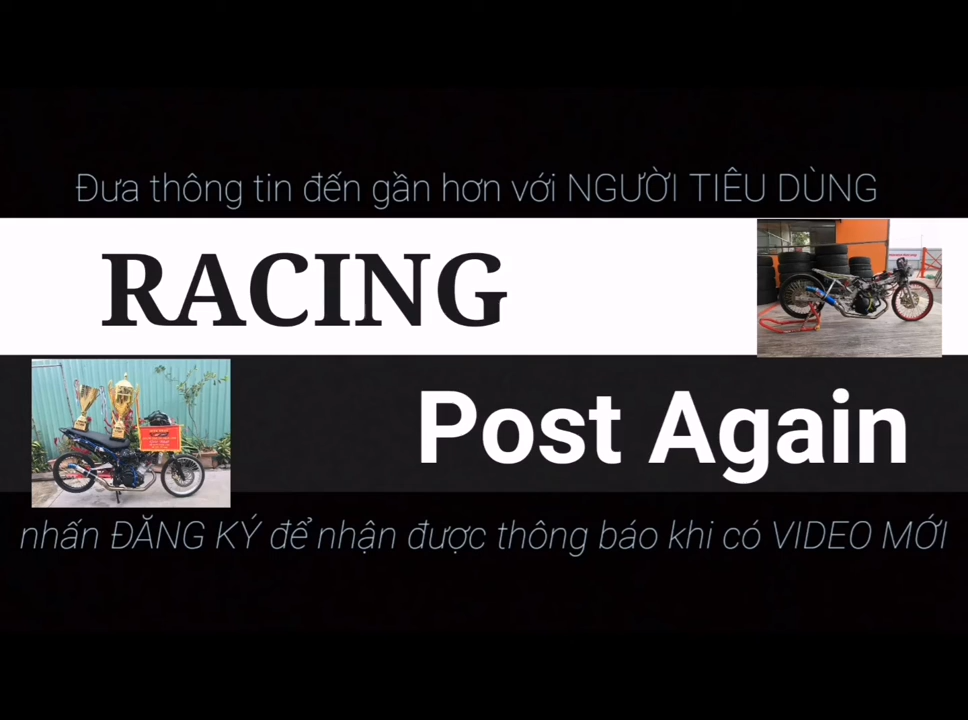 Đưa thông tin đến gần hơn với NGƯỜI TIÊU DÙNG
RACING
Post Again
nhấn ĐĂNG KÝ để nhận được thông báo khi có VIDEO MỚI